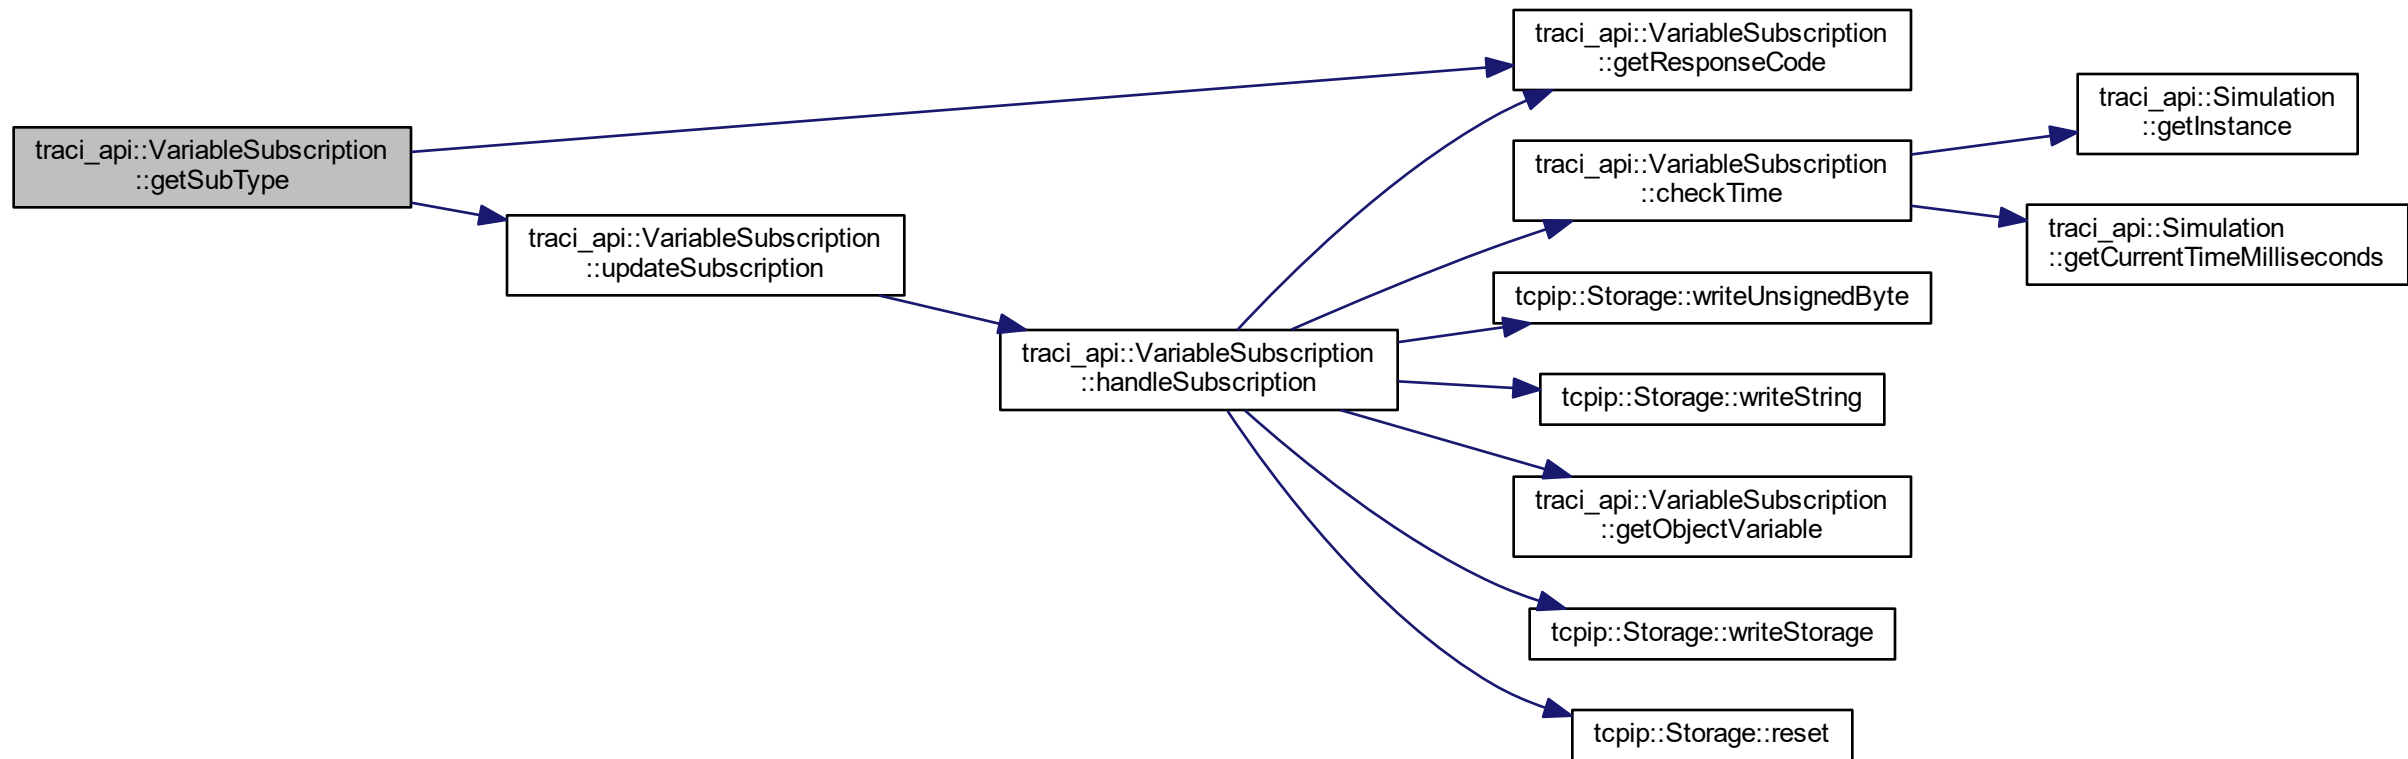 traci_api::VariableSubscription
::getSubType
traci_api::VariableSubscription
::updateSubscription
traci_api::VariableSubscription
::handleSubscription
traci_api::VariableSubscription
::getResponseCode
traci_api::VariableSubscription
::checkTime
tcpip::Storage::writeUnsignedByte
tcpip::Storage::writeString
traci_api::VariableSubscription
::getObjectVariable
tcpip::Storage::writeStorage
tcpip::Storage::reset
traci_api::Simulation
::getInstance
traci_api::Simulation
::getCurrentTimeMilliseconds